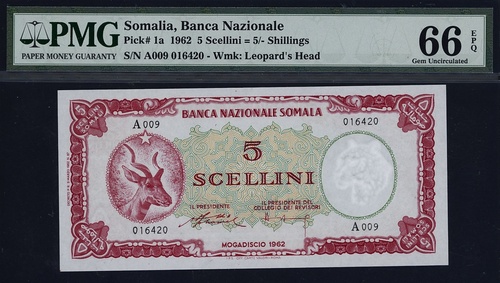 PMG
PAPER MONEY GUARANTY
Somalia, Banca Nazionale
Pick# 1a 1962 5 Scellini = 5/- Shillings
S/N A009 016420 - Wmk: Leopard's Head
66 EPQ
Gem Uncirculated
BANCA NAZIONALE SOMALA
A 009
016420
5
SCELLINI
IL PRESIDENTE
IL PRESIDENTE DEL COLLEGIO DEI REVISORI
016420
A 009
MOGADISCIO 1962